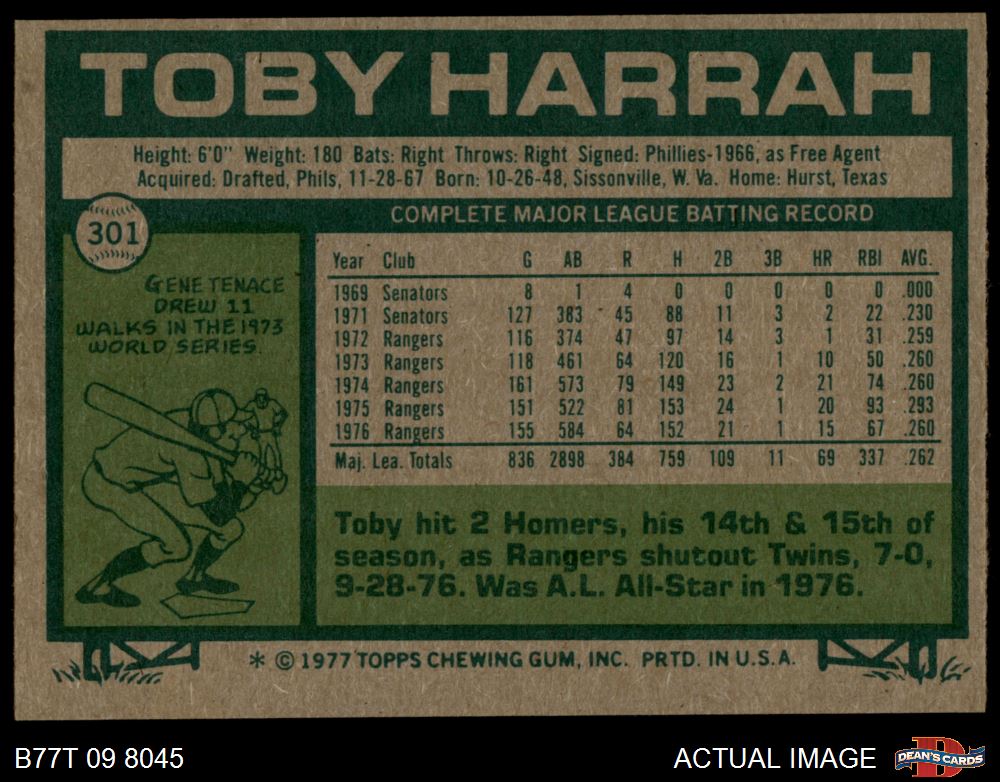 TOBY HARRAH
Height: 6'0" Weight: 180 Bats: Right Throws: Right Signed: Phillies-1966, as Free Agent
Acquired: Drafted, Phils, 11-28-67 Born: 10-26-48, Sissonville, W. Va. Home: Hurst, Texas
301
GENE TENACE
DREW 11
WALKS IN THE 1973
WORLD SERIES.
COMPLETE MAJOR LEAGUE BATTING RECORD
Year Club G AB R H 2B 3B HR RBI AVG.
1969 Senators 8 1 4 0 0 0 0 0 .000
1971 Senators 127 383 45 88 11 3 2 22 .230
1972 Rangers 116 374 47 97 14 3 1 31 .259
1973 Rangers 118 461 64 120 16 1 10 50 .260
1974 Rangers 161 573 79 149 23 2 21 74 .260
1975 Rangers 151 522 81 153 24 1 20 93 .293
1976 Rangers 155 584 64 152 21 1 15 67 .260
Maj. Lea. Totals 836 2898 384 759 109 11 69 337 .262
Toby hit 2 Homers, his 14th & 15th of
season, as Rangers shutout Twins, 7-0,
9-28-76. Was A.L. All-Star in 1976.
* © 1977 TOPPS CHEWING GUM, INC. PRTD. IN U.S.A.
B77T 09 8045
ACTUAL IMAGE
D
DEAN'S CARDS